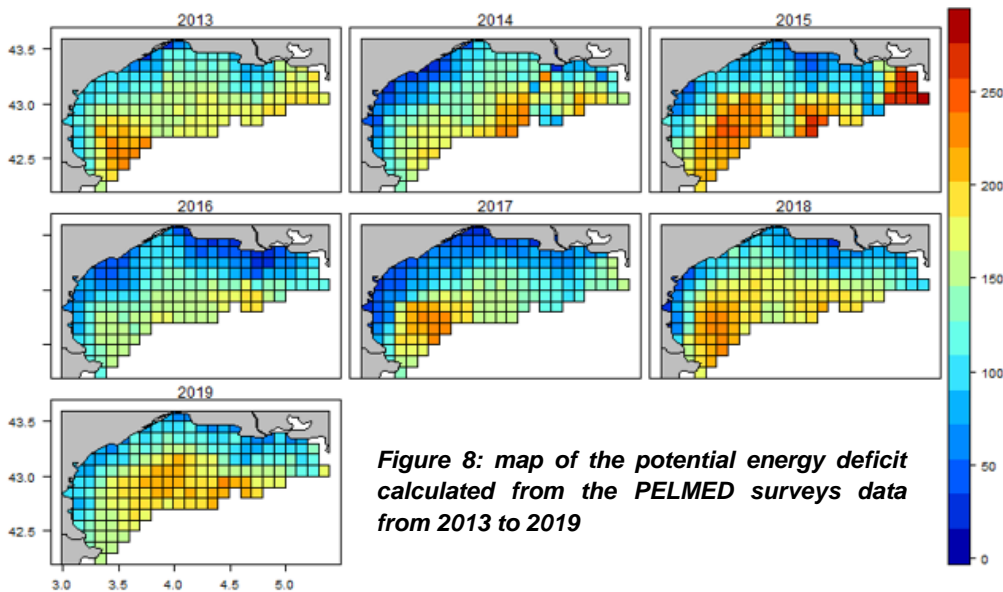 2013 2014 2015
43.5
43.0
42.5
250
200
2016 2017 2018
150
100
2019
43.5
43.0
42.5
Figure 8: map of the potential energy deficit
calculated from the PELMED surveys data
from 2013 to 2019
50
0
3.0 3.5 4.0 4.5 5.0